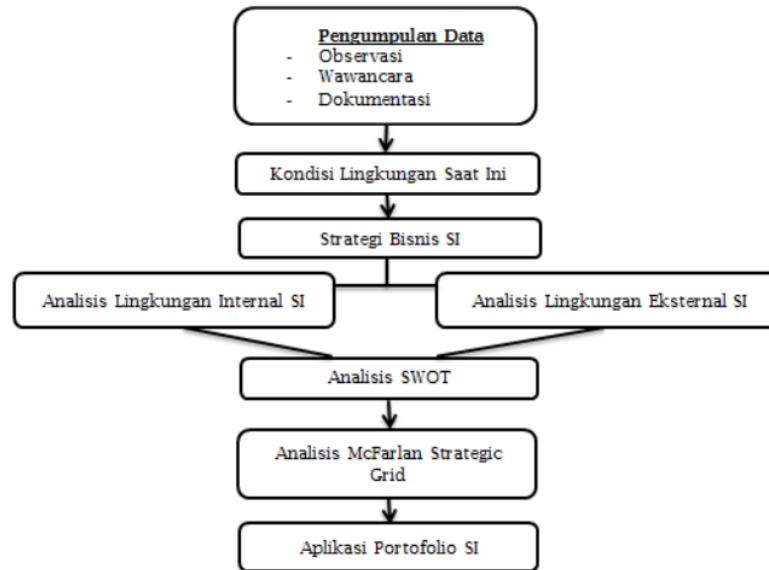 Pengumpulan Data
- Observasi
- Wawancara
- Dokumentasi
Kondisi Lingkungan Saat Ini
Strategi Bisnis SI
Analisis Lingkungan Internal SI
Analisis Lingkungan Eksternal SI
Analisis SWOT
Analisis McFarlan Strategic
Grid
Aplikasi Portofolio SI